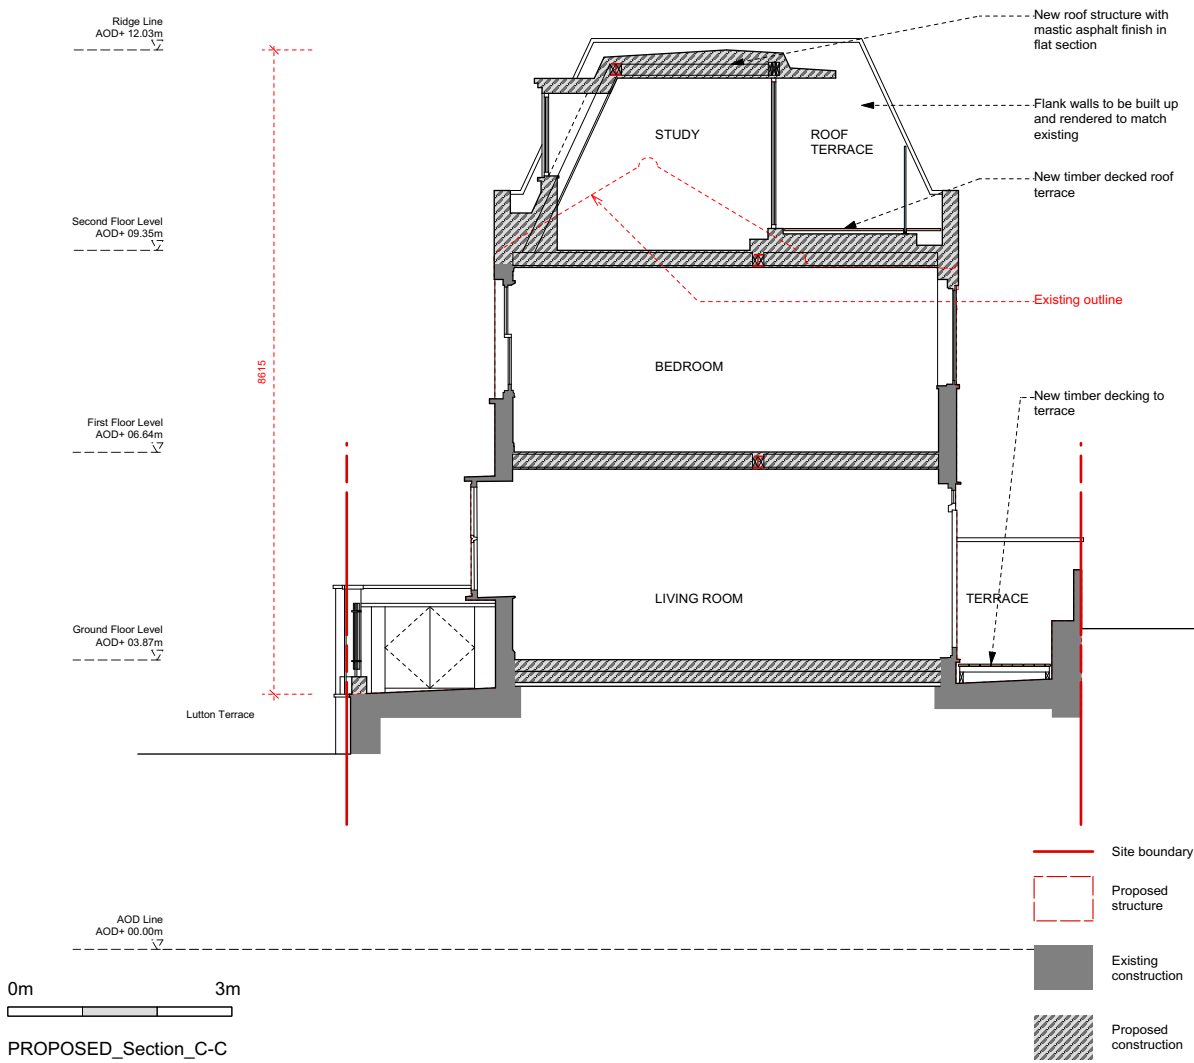 Ridge Line
AOD+ 12.03m
New roof structure with
mastic asphalt finish in
flat section
Flank walls to be built up
and rendered to match
existing
STUDY
ROOF
TERRACE
New timber decked roof
terrace
Second Floor Level
AOD+ 09.35m
Existing outline
8615
BEDROOM
New timber decking to
terrace
First Floor Level
AOD+ 06.64m
LIVING ROOM
TERRACE
Ground Floor Level
AOD+ 03.87m
Lutton Terrace
Site boundary
Proposed
structure
AOD Line
AOD+ 00.00m
Existing
construction
0m
3m
Proposed
construction
PROPOSED_Section_C-C